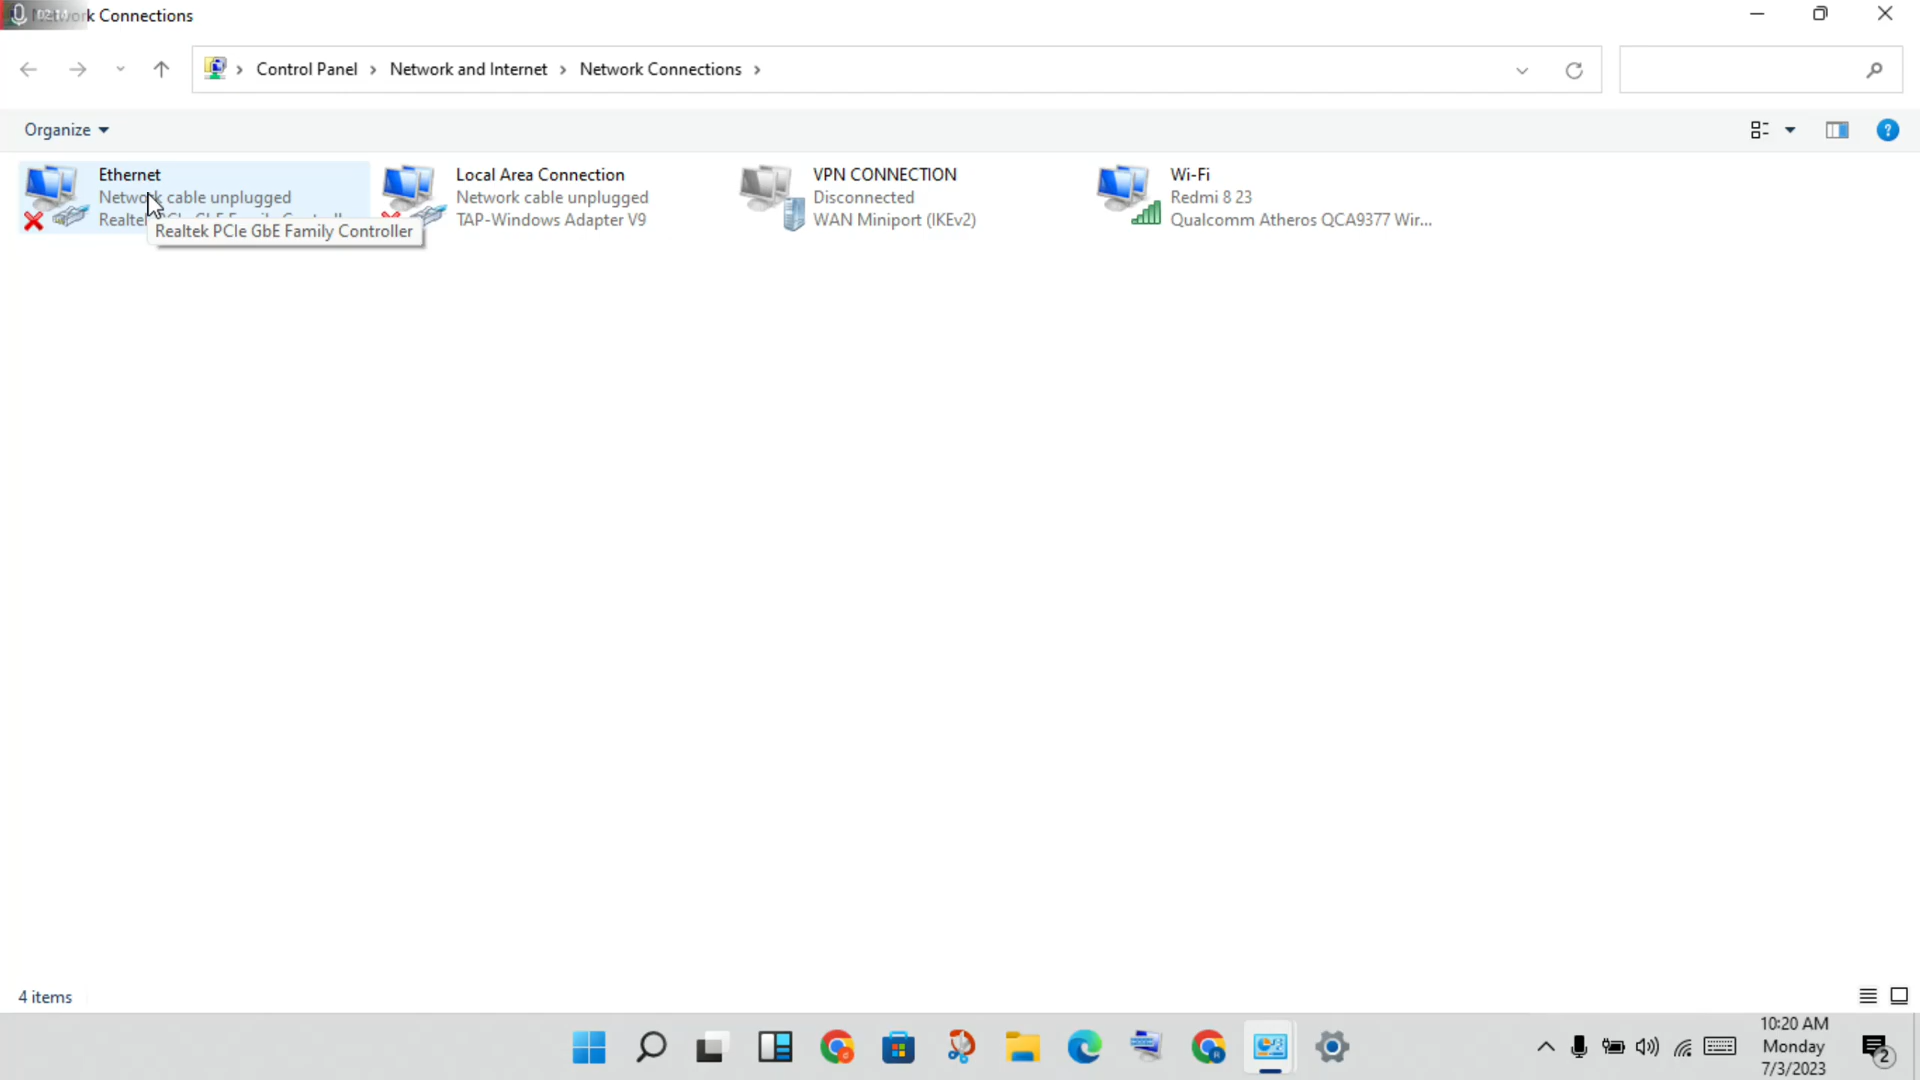 k Connections
Control Panel
Network and Internet
Network Connections
Organize
Ethernet
Network cable unplugged
Realtek PCIe GbE Family Controller
Local Area Connection
Network cable unplugged
TAP-Windows Adapter V9
VPN CONNECTION
Disconnected
WAN Miniport (IKEv2)
Wi-Fi
Redmi 8 23
Qualcomm Atheros QCA9377 Wir...
4 items
10:20 AM
Monday
7/3/2023
2